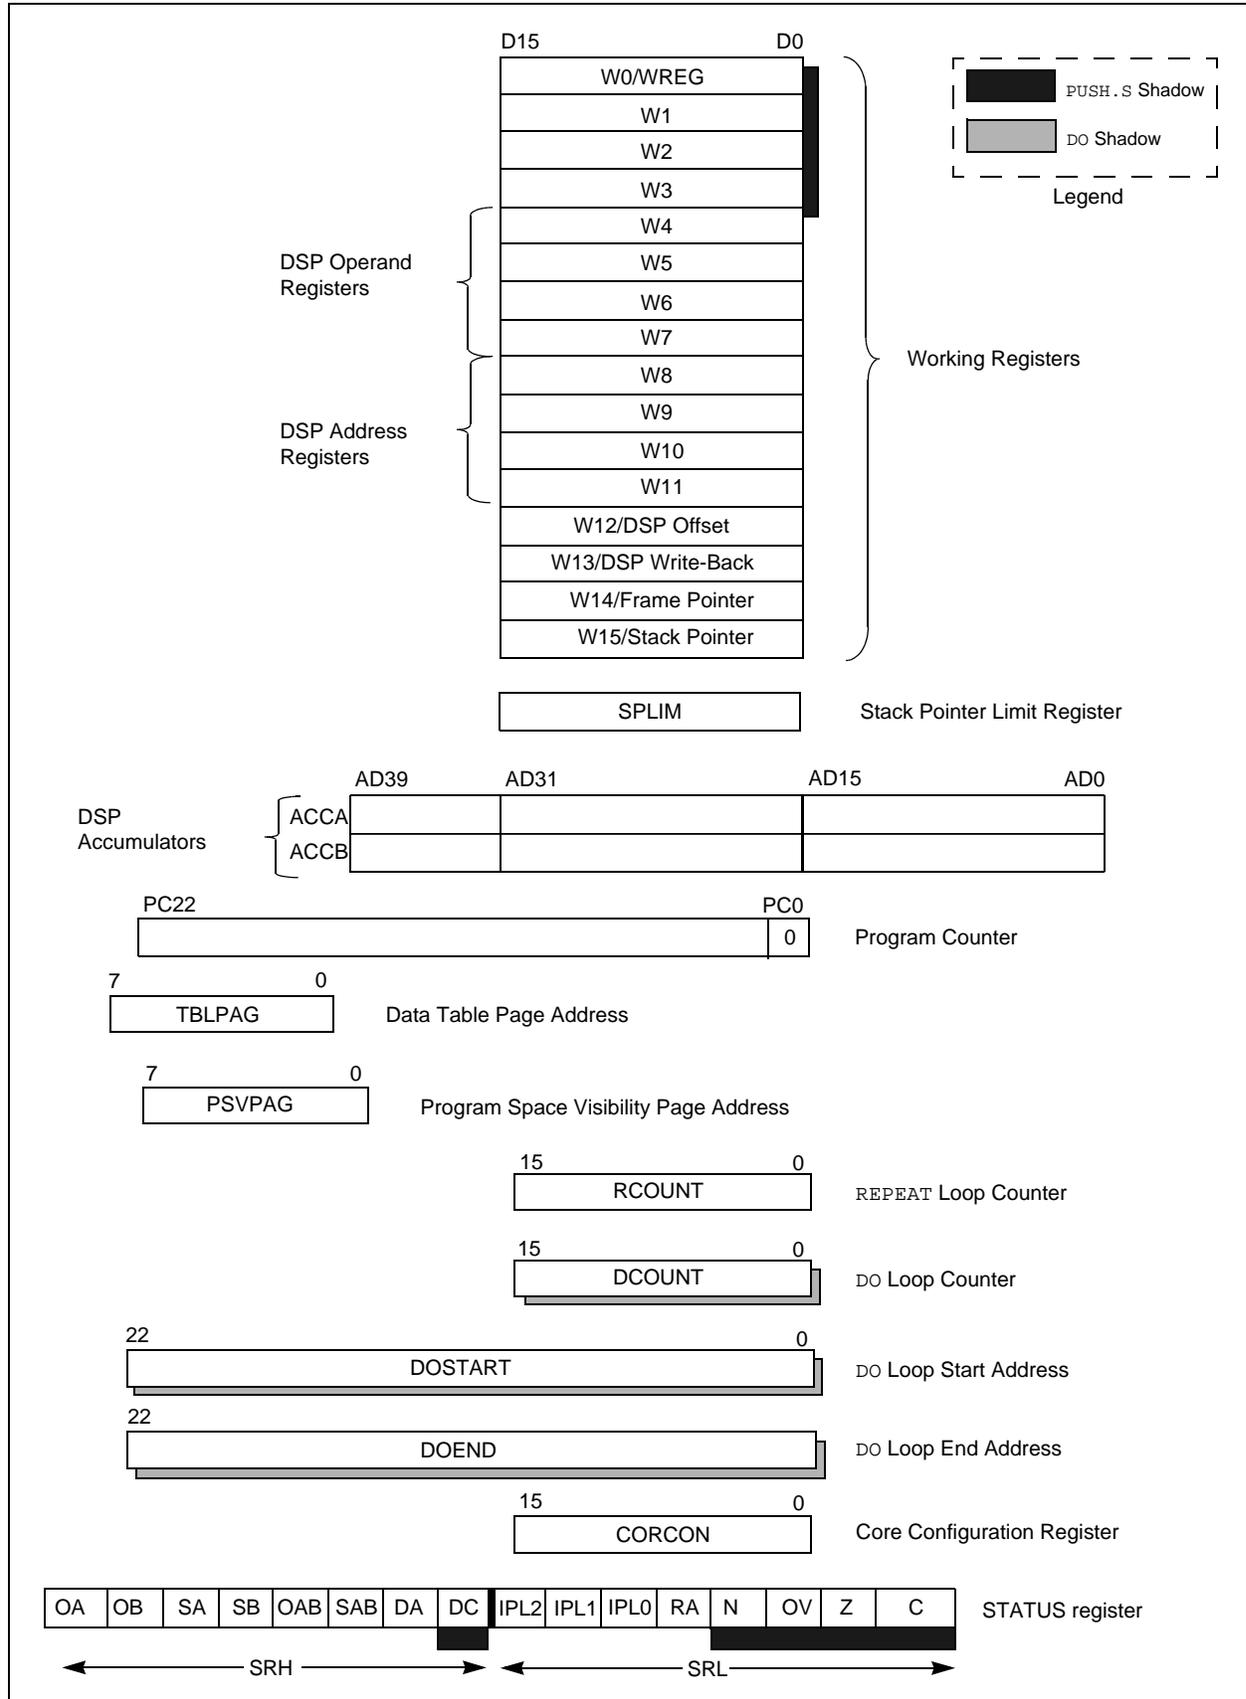 D15 D0
W0/WREG
PUSH.S Shadow
W1
DO Shadow
W2
W3
Legend
W4
DSP Operand
Registers
W5
W6
W7
Working Registers
W8
W9
DSP Address
Registers
W10
W11
W12/DSP Offset
W13/DSP Write-Back
W14/Frame Pointer
W15/Stack Pointer
SPLIM Stack Pointer Limit Register
AD39 AD31 AD15 AD0
DSP
Accumulators
ACCA
ACCB
PC22 PC0
0 Program Counter
7 0
TBLPAG Data Table Page Address
7 0
PSVPAG Program Space Visibility Page Address
15 0
RCOUNT REPEAT Loop Counter
15 0
DCOUNT DO Loop Counter
22 0
DOSTART DO Loop Start Address
22
DOEND DO Loop End Address
15 0
CORCON Core Configuration Register
OA OB SA SB OAB SAB DA DC IPL2 IPL1 IPL0 RA N OV Z C STATUS register
SRH SRL